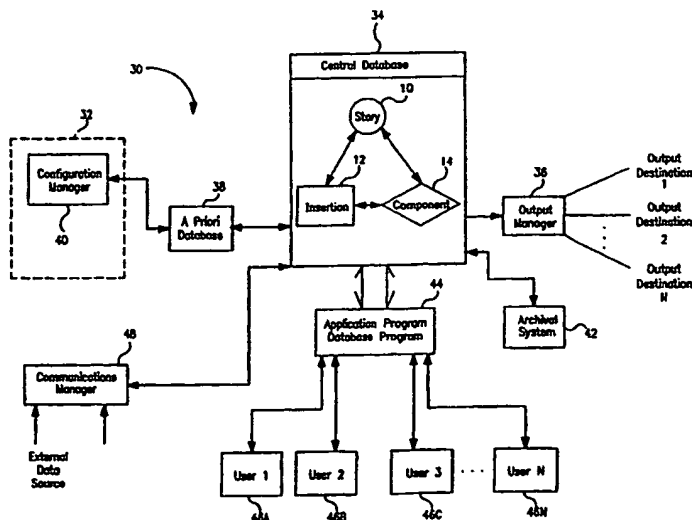 34
Central Database
30
10
Story
32
12
14
Configuration
Manager
40
38
A Priori
Database
Insertion
Component
36
Output
Manager
Output
Destination
1
Output
Destination
2
Output
Destination
N
44
Application Program
Database Program
Archival
System
42
48
Communications
Manager
External
Data
Source
User 1
User 2
User 3
User N
46A
46B
46C
46N